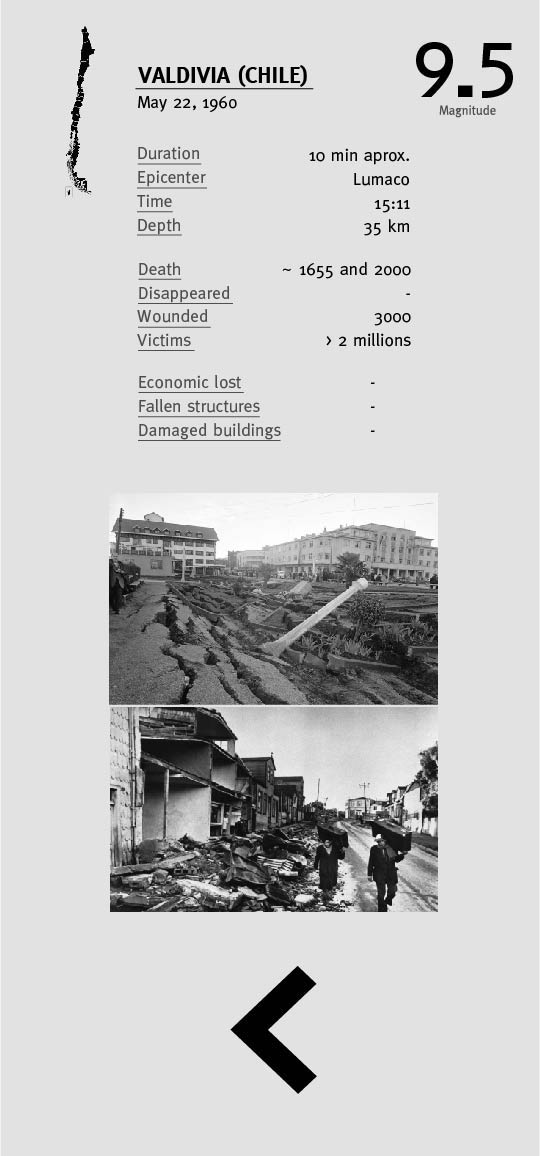 VALDIVIA (CHILE)
May 22, 1960
9.5
Magnitude
Duration 10 min aprox.
Epicenter Lumaco
Time 15:11
Depth 35 km
Death ~ 1655 and 2000
Disappeared -
Wounded 3000
Victims > 2 millions
Economic lost -
Fallen structures -
Damaged buildings -